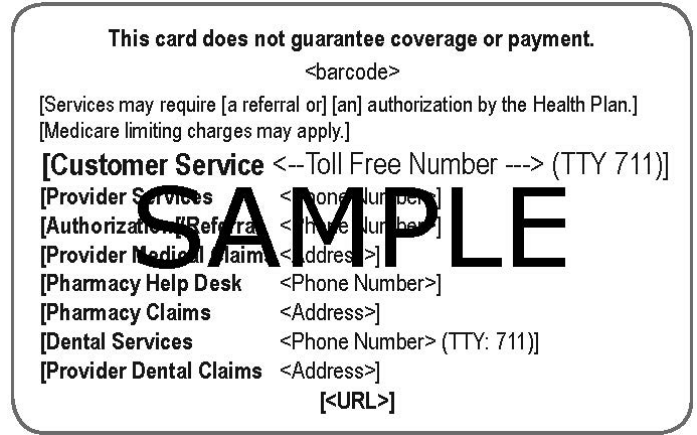 This card does not guarantee coverage or payment.
<barcode>
[Services may require [a referral or] [an] authorization by the Health Plan.]
[Medicare limiting charges may apply.]
[Customer Service <--Toll Free Number ---> (TTY 711)]
[Provider Services <Phone Number>]
[Authorization/[Referral <Phone Number>]
[Provider Medical Claims <Address>]
SAMPLE
[Pharmacy Help Desk <Phone Number>]
[Pharmacy Claims <Address>]
[Dental Services <Phone Number> (TTY: 711)]
[Provider Dental Claims <Address>]
[<URL>]